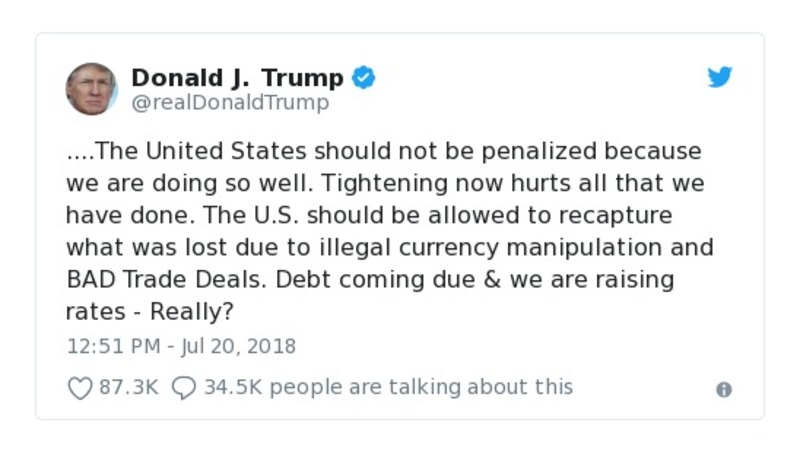 Donald J. Trump
@realDonaldTrump
....The United States should not be penalized because
we are doing so well. Tightening now hurts all that we
have done. The U.S. should be allowed to recapture
what was lost due to illegal currency manipulation and
BAD Trade Deals. Debt coming due & we are raising
rates - Really?
12:51 PM - Jul 20, 2018
87.3K 34.5K people are talking about this